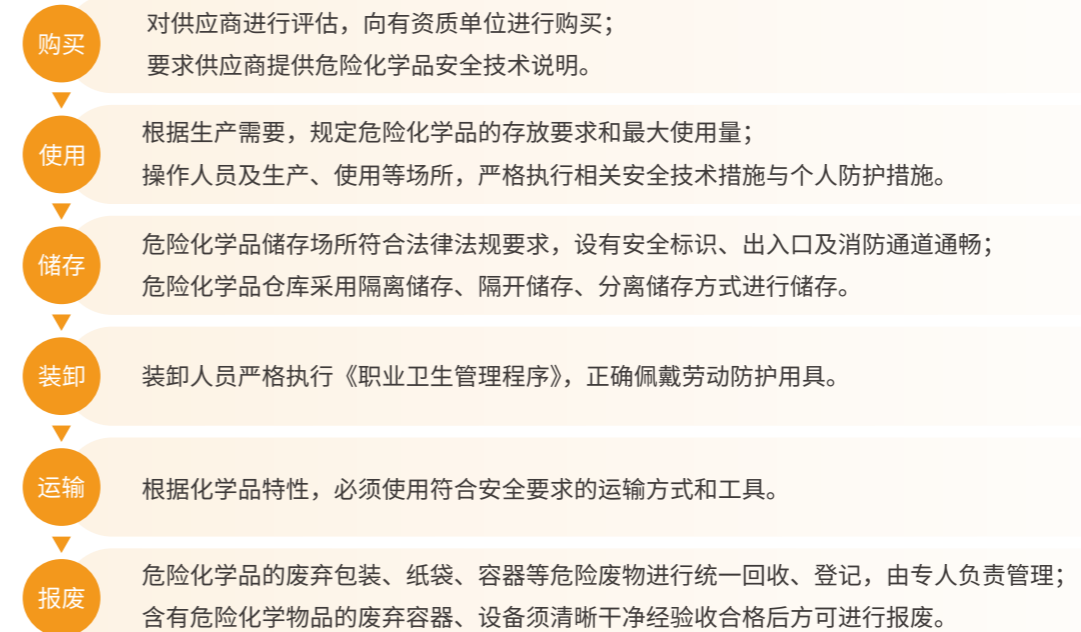 购买
对供应商进行评估，向有资质单位进行购买；
要求供应商提供危险化学品安全技术说明。
使用
根据生产需要，规定危险化学品的存放要求和最大使用量；
操作人员及生产、使用等场所，严格执行相关安全技术措施与个人防护措施。
储存
危险化学品储存场所符合法律法规要求，设有安全标识、出入口及消防通道通畅；
危险化学品仓库采用隔离储存、隔开储存、分离储存方式进行储存。
装卸
装卸人员严格执行《职业卫生管理程序》，正确佩戴劳动防护用具。
运输
根据化学品特性，必须使用符合安全要求的运输方式和工具。
报废
危险化学品的废弃包装、纸袋、容器等危险废物进行统一回收、登记，由专人负责管理；
含有危险化学物品的废弃容器、设备须清晰干净经验收合格后方可进行报废。